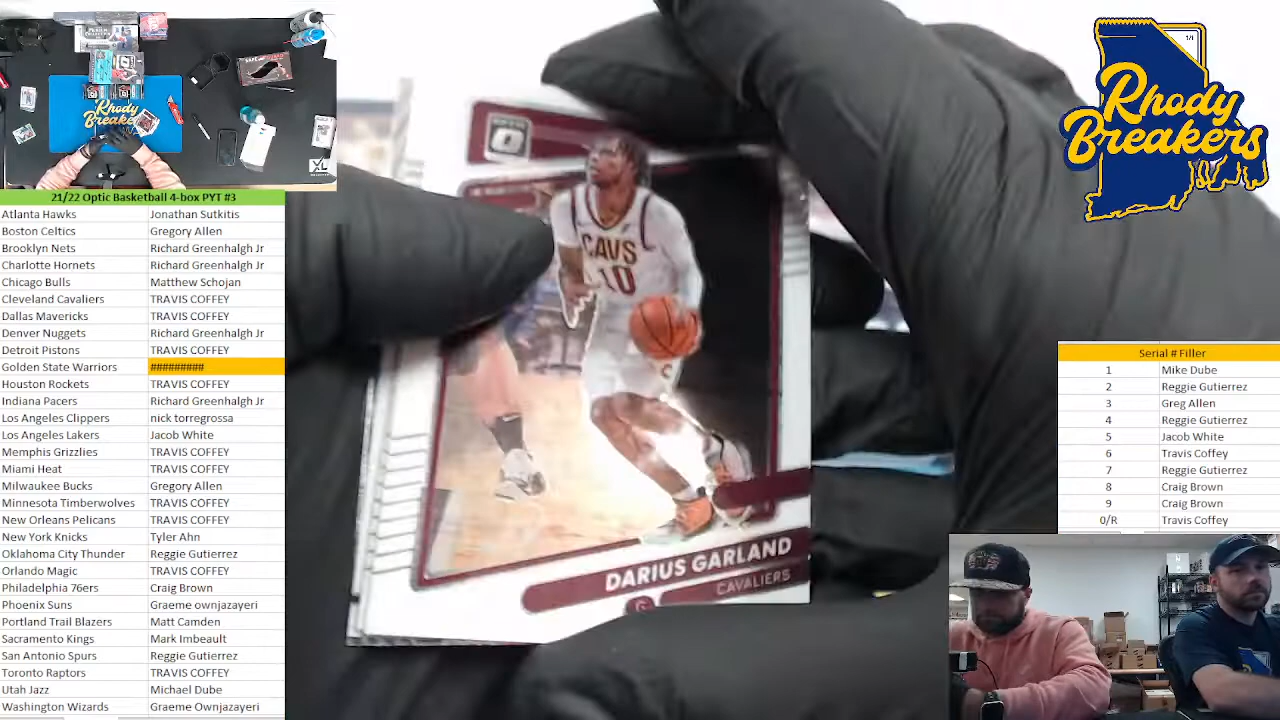 Rhody
Breakers
1/1
Rhody
Breakers
XL
21/22 Optic Basketball 4-box PYT #3
Atlanta Hawks Jonathan Sutkitis
Boston Celtics Gregory Allen
Brooklyn Nets Richard Greenhalgh Jr
Charlotte Hornets Richard Greenhalgh Jr
Chicago Bulls Matthew Schojan
Cleveland Cavaliers TRAVIS COFFEY
Dallas Mavericks TRAVIS COFFEY
Denver Nuggets Richard Greenhalgh Jr
Detroit Pistons TRAVIS COFFEY
Golden State Warriors #########
Houston Rockets TRAVIS COFFEY
Indiana Pacers Richard Greenhalgh Jr
Los Angeles Clippers nick torregrossa
Los Angeles Lakers Jacob White
Memphis Grizzlies TRAVIS COFFEY
Miami Heat TRAVIS COFFEY
Milwaukee Bucks Gregory Allen
Minnesota Timberwolves TRAVIS COFFEY
New Orleans Pelicans TRAVIS COFFEY
New York Knicks Tyler Ahn
Oklahoma City Thunder Reggie Gutierrez
Orlando Magic TRAVIS COFFEY
Philadelphia 76ers Craig Brown
Phoenix Suns Graeme ownjazayeri
Portland Trail Blazers Matt Camden
Sacramento Kings Mark Imbeault
San Antonio Spurs Reggie Gutierrez
Toronto Raptors TRAVIS COFFEY
Utah Jazz Michael Dube
Washington Wizards Graeme Ownjazayeri
CAVS
10
DARIUS GARLAND
CAVALIERS
G
Serial # Filler
1 Mike Dube
2 Reggie Gutierrez
3 Greg Allen
4 Reggie Gutierrez
5 Jacob White
6 Travis Coffey
7 Reggie Gutierrez
8 Craig Brown
9 Craig Brown
0/R Travis Coffey